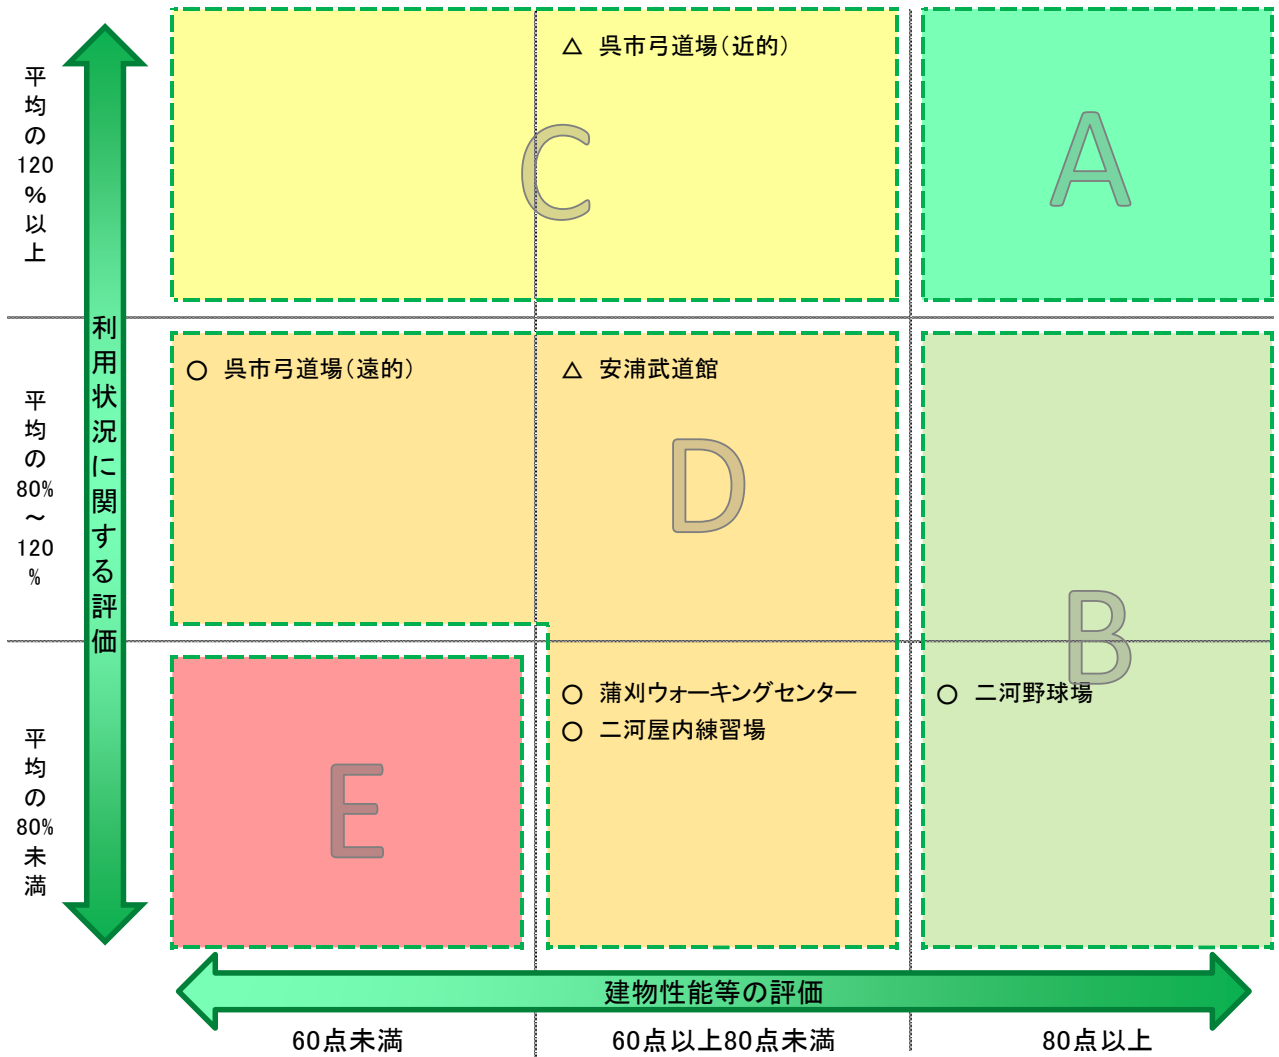 平均の120%以上
△ 呉市弓道場(近的)
C
A
利用状況に関する評価
平均の80%~120%
○ 呉市弓道場(遠的)
△ 安浦武道館
D
B
平均の80%未満
E
○ 蒲刈ウォーキングセンター
○ 二河屋内練習場
○ 二河野球場
建物性能等の評価
60点未満
60点以上80点未満
80点以上